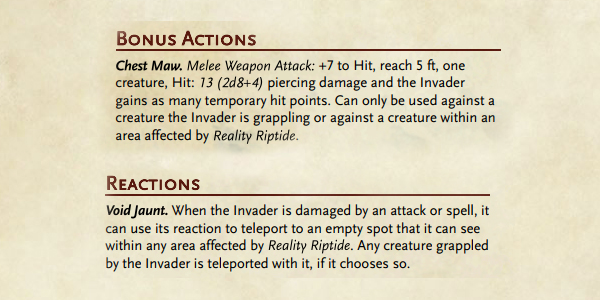 Bonus Actions
Chest Maw. Melee Weapon Attack: +7 to Hit, reach 5 ft, one
creature, Hit: 13 (2d8+4) piercing damage and the Invader
gains as many temporary hit points. Can only be used against a
creature the Invader is grappling or against a creature within an
area affected by Reality Riptide.
Reactions
Void Jaunt. When the Invader is damaged by an attack or spell, it
can use its reaction to teleport to an empty spot that it can see
within any area affected by Reality Riptide. Any creature grappled
by the Invader is teleported with it, if it chooses so.